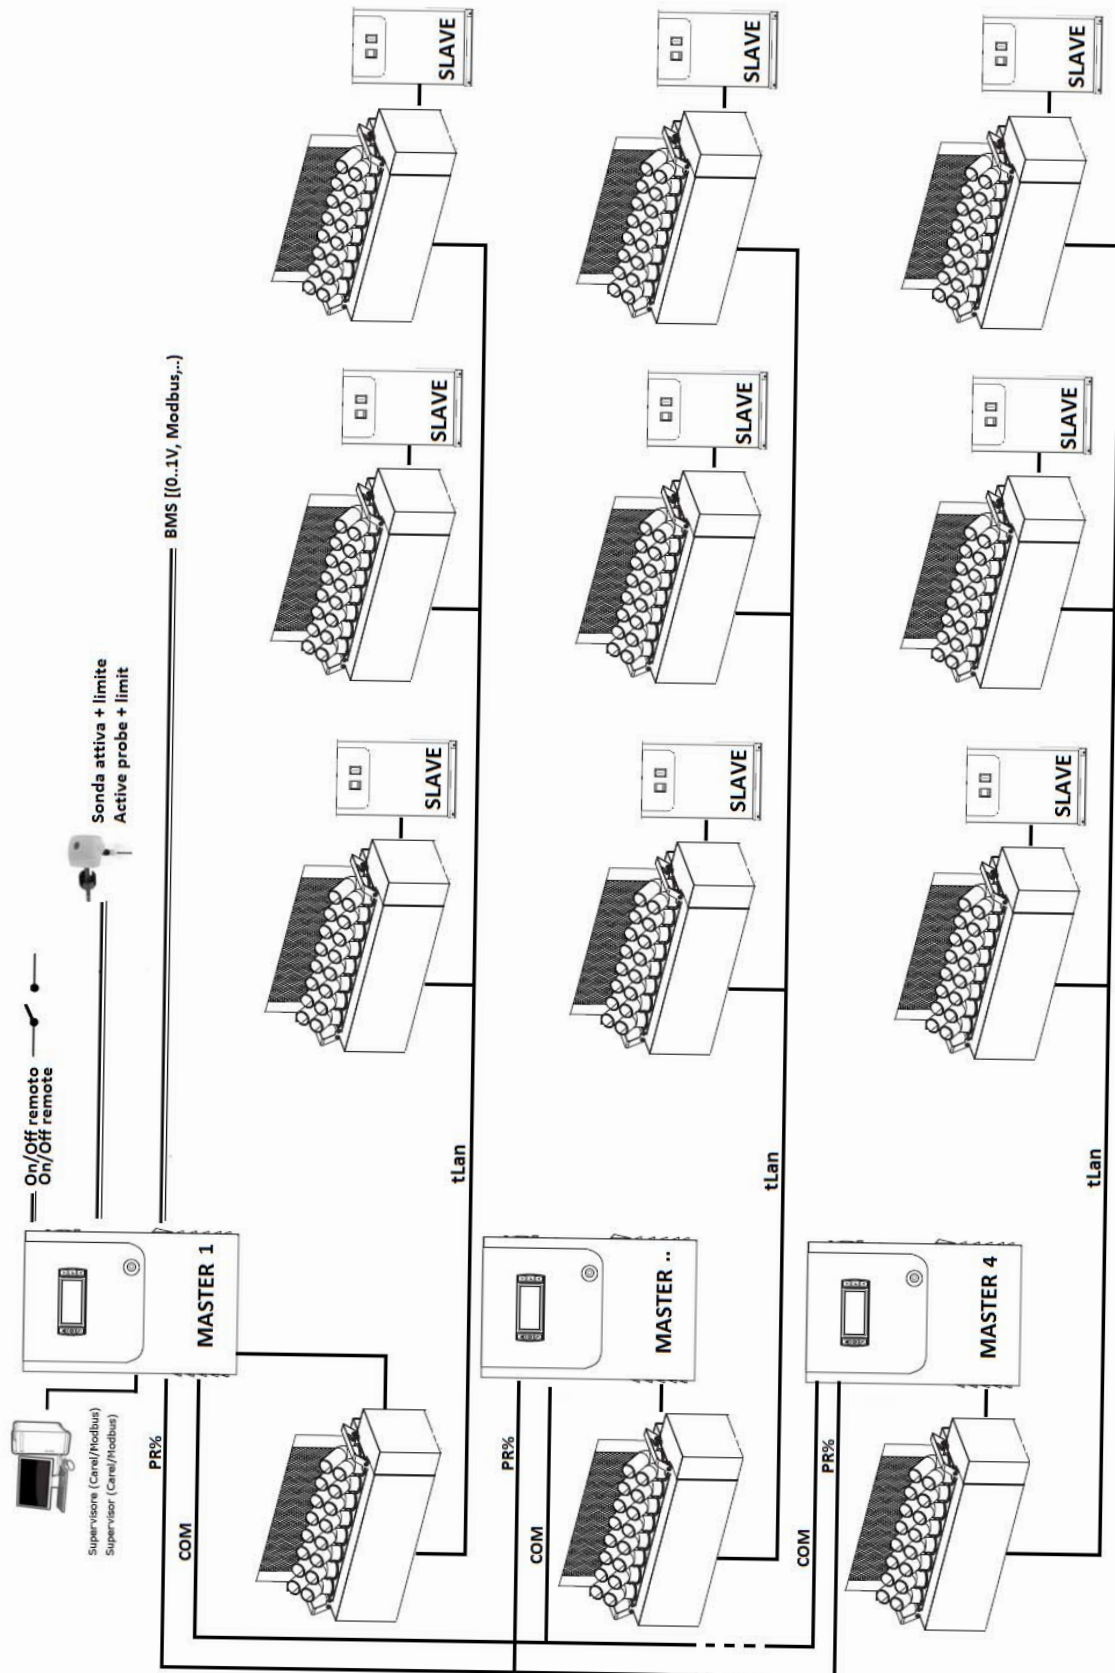 Supervisore (Carel/Modbus)
Supervisor (Carel/Modbus)
On/Off remoto
On/Off remote
Sonda attiva + limite
Active probe + limit
BMS [(0..1V, Modbus,..)
MASTER 1
PR%
COM
tLan
SLAVE
SLAVE
SLAVE
MASTER ..
PR%
COM
tLan
SLAVE
SLAVE
SLAVE
MASTER 4
PR%
COM
tLan
SLAVE
SLAVE
SLAVE